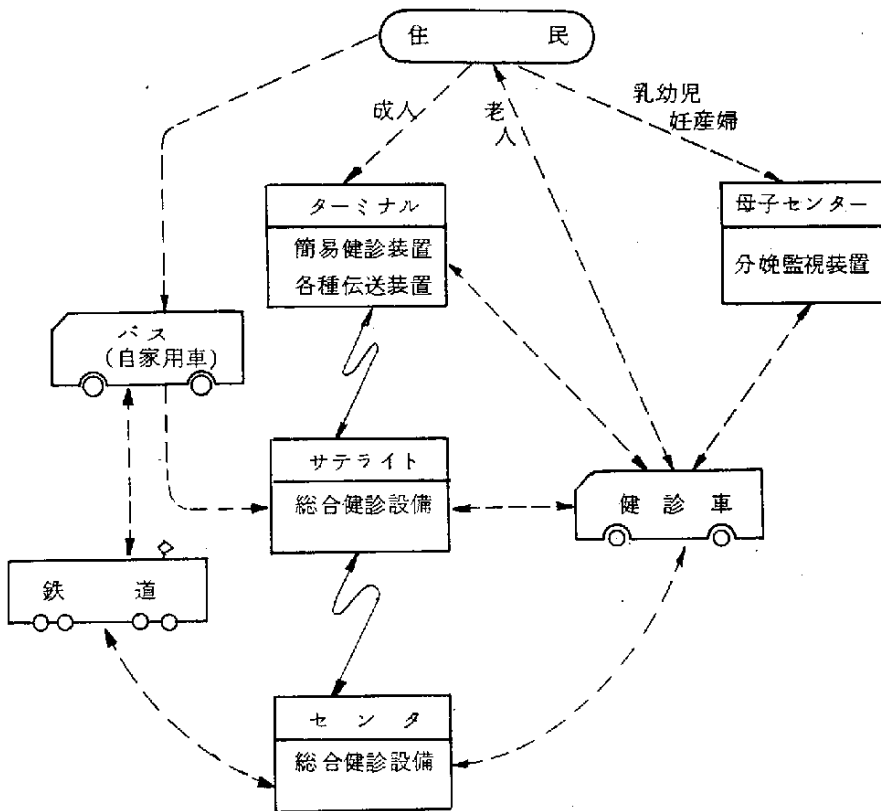 住民
成人
老人
乳幼児
妊産婦
ターミナル
簡易健診装置
各種伝送装置
母子センター
分娩監視装置
バス
(自家用車)
サテライト
総合健診設備
健診車
鉄道
センタ
総合健診設備